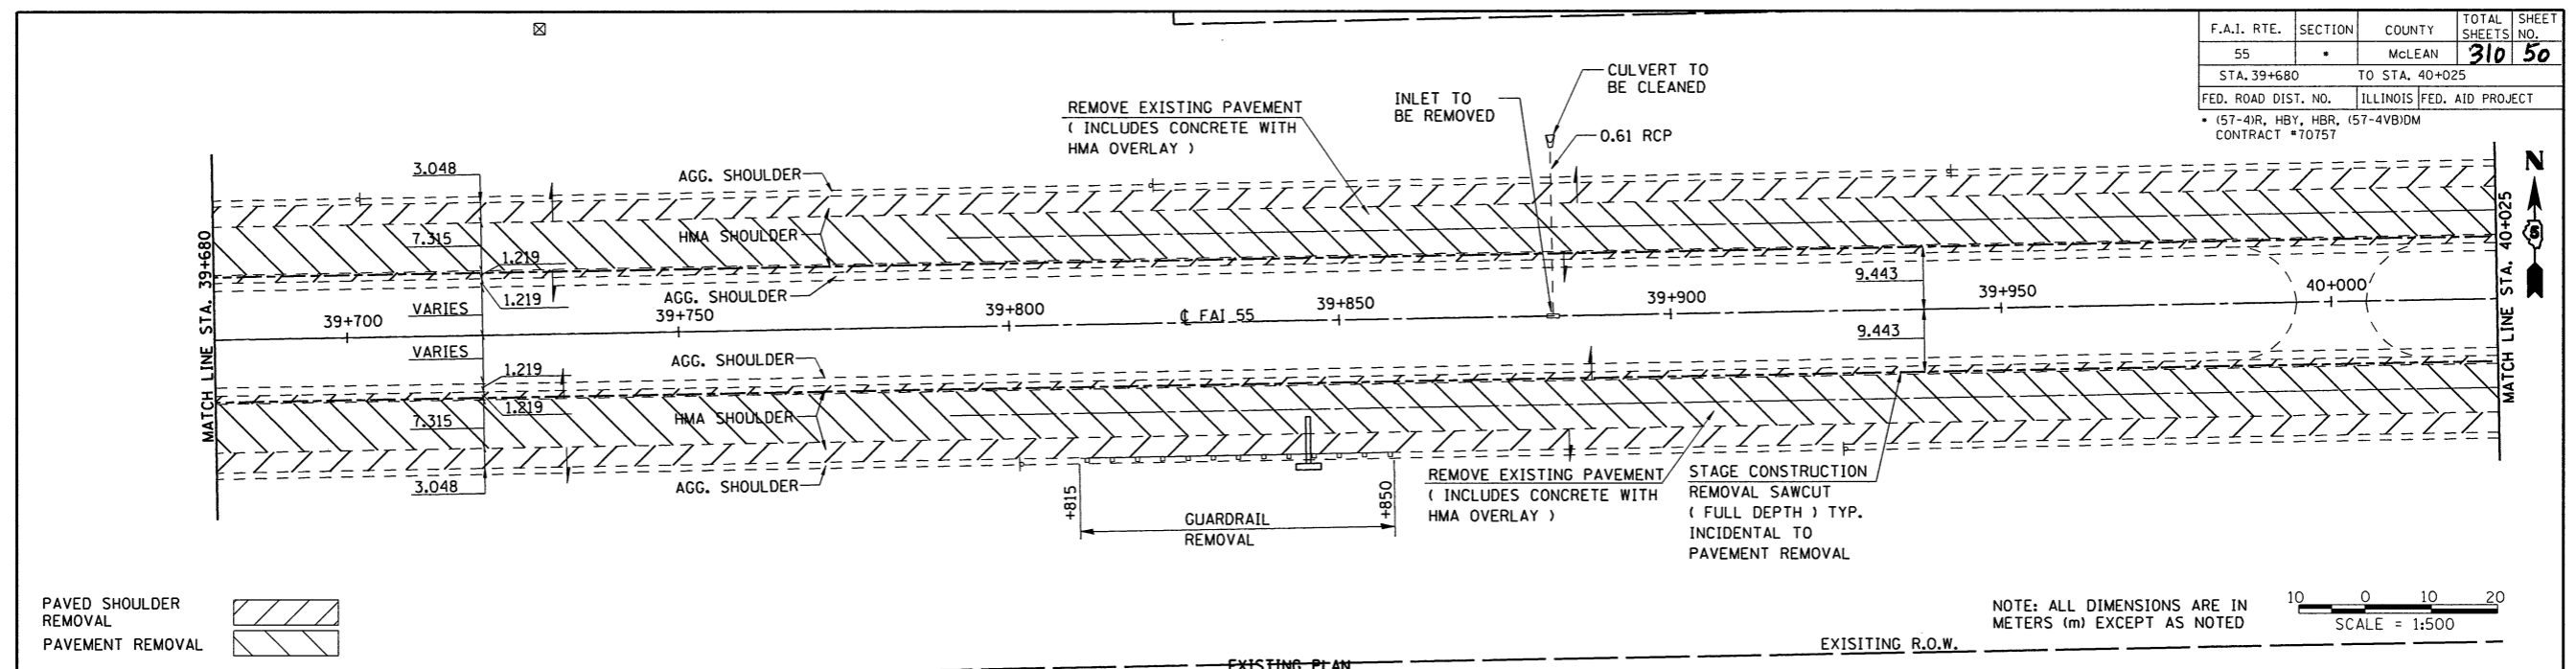 F.A.I. RTE. SECTION COUNTY TOTAL SHEETS SHEET NO.
55 * McLEAN 310 50
STA. 39+680 TO STA. 40+025
FED. ROAD DIST. NO. ILLINOIS FED. AID PROJECT
* (57-4)R, HBY, HBR, (57-4VB)DM
CONTRACT #70757
CULVERT TO
BE CLEANED
INLET TO
BE REMOVED
0.61 RCP
REMOVE EXISTING PAVEMENT
( INCLUDES CONCRETE WITH
HMA OVERLAY )
N
5
3.048
AGG. SHOULDER
7.315
HMA SHOULDER
1.219
1.219
AGG. SHOULDER
VARIES
9.443
MATCH LINE STA. 39+680
MATCH LINE STA. 40+025
39+700
39+750
39+800
℄ FAI 55
39+850
39+900
39+950
40+000
VARIES
9.443
1.219
AGG. SHOULDER
1.219
7.315
HMA SHOULDER
3.048
AGG. SHOULDER
+815
+850
GUARDRAIL
REMOVAL
REMOVE EXISTING PAVEMENT
( INCLUDES CONCRETE WITH
HMA OVERLAY )
STAGE CONSTRUCTION
REMOVAL SAWCUT
( FULL DEPTH ) TYP.
INCIDENTAL TO
PAVEMENT REMOVAL
PAVED SHOULDER
REMOVAL
PAVEMENT REMOVAL
NOTE: ALL DIMENSIONS ARE IN
METERS (m) EXCEPT AS NOTED
10 0 10 20
SCALE = 1:500
EXISITING R.O.W.
EXISTING PLAN